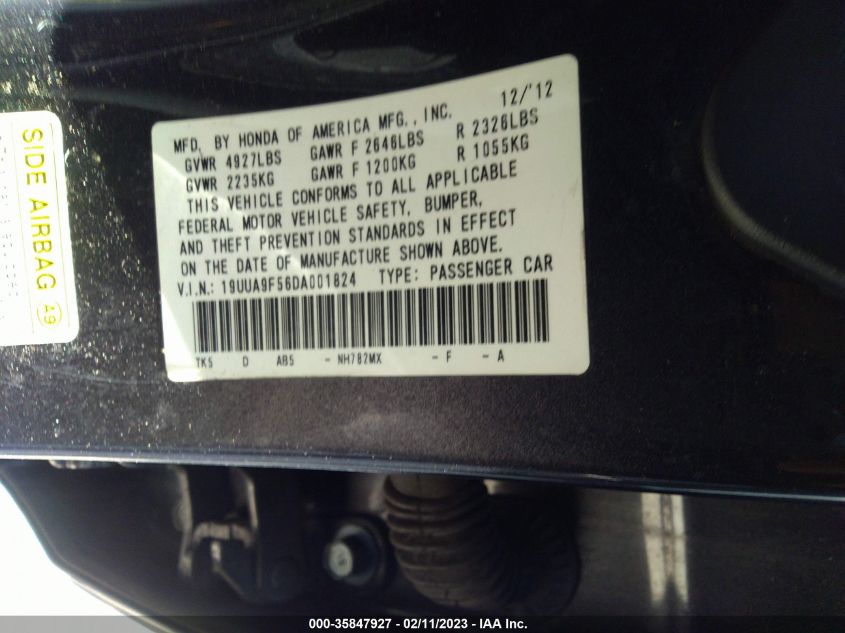 SIDE AIRBAG A9
MFD. BY HONDA OF AMERICA MFG., INC. 12/'12
GVWR 4927LBS GAWR F 2646LBS R 2326LBS
GVWR 2235KG GAWR F 1200KG R 1055KG
THIS VEHICLE CONFORMS TO ALL APPLICABLE
FEDERAL MOTOR VEHICLE SAFETY, BUMPER,
AND THEFT PREVENTION STANDARDS IN EFFECT
ON THE DATE OF MANUFACTURE SHOWN ABOVE.
V.I.N.: 19UUA9F56DA001824 TYPE: PASSENGER CAR
TK5 D AB5 - NH782MX - F - A
000-35847927 - 02/11/2023 - IAA Inc.